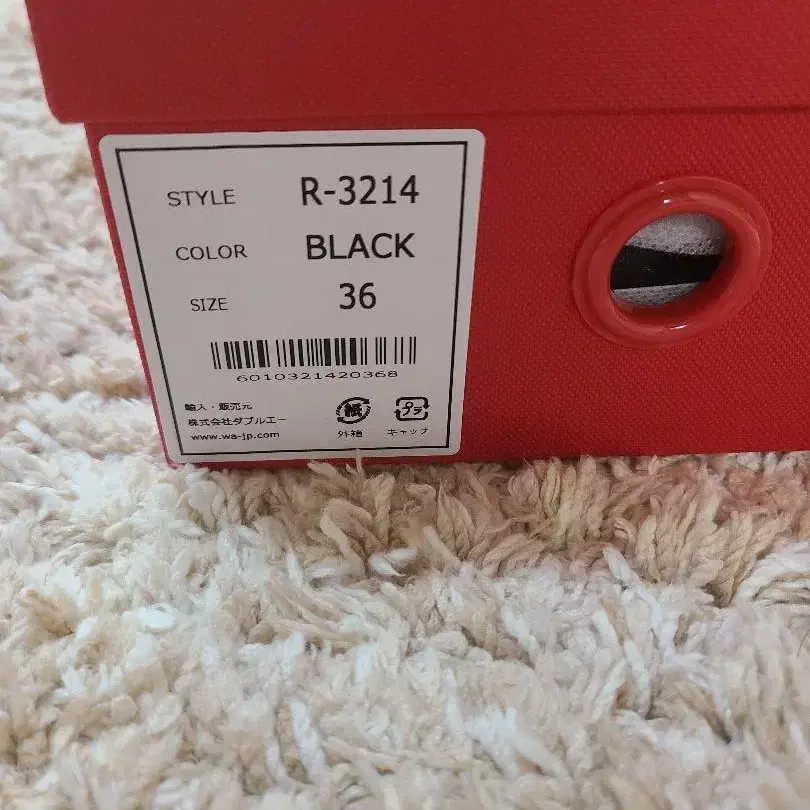 STYLE R-3214
COLOR BLACK
SIZE 36
6010321420368
輸入・販売元
株式会社ダブルエー
www.wa-jp.com
紙 プラ
外箱 キャップ